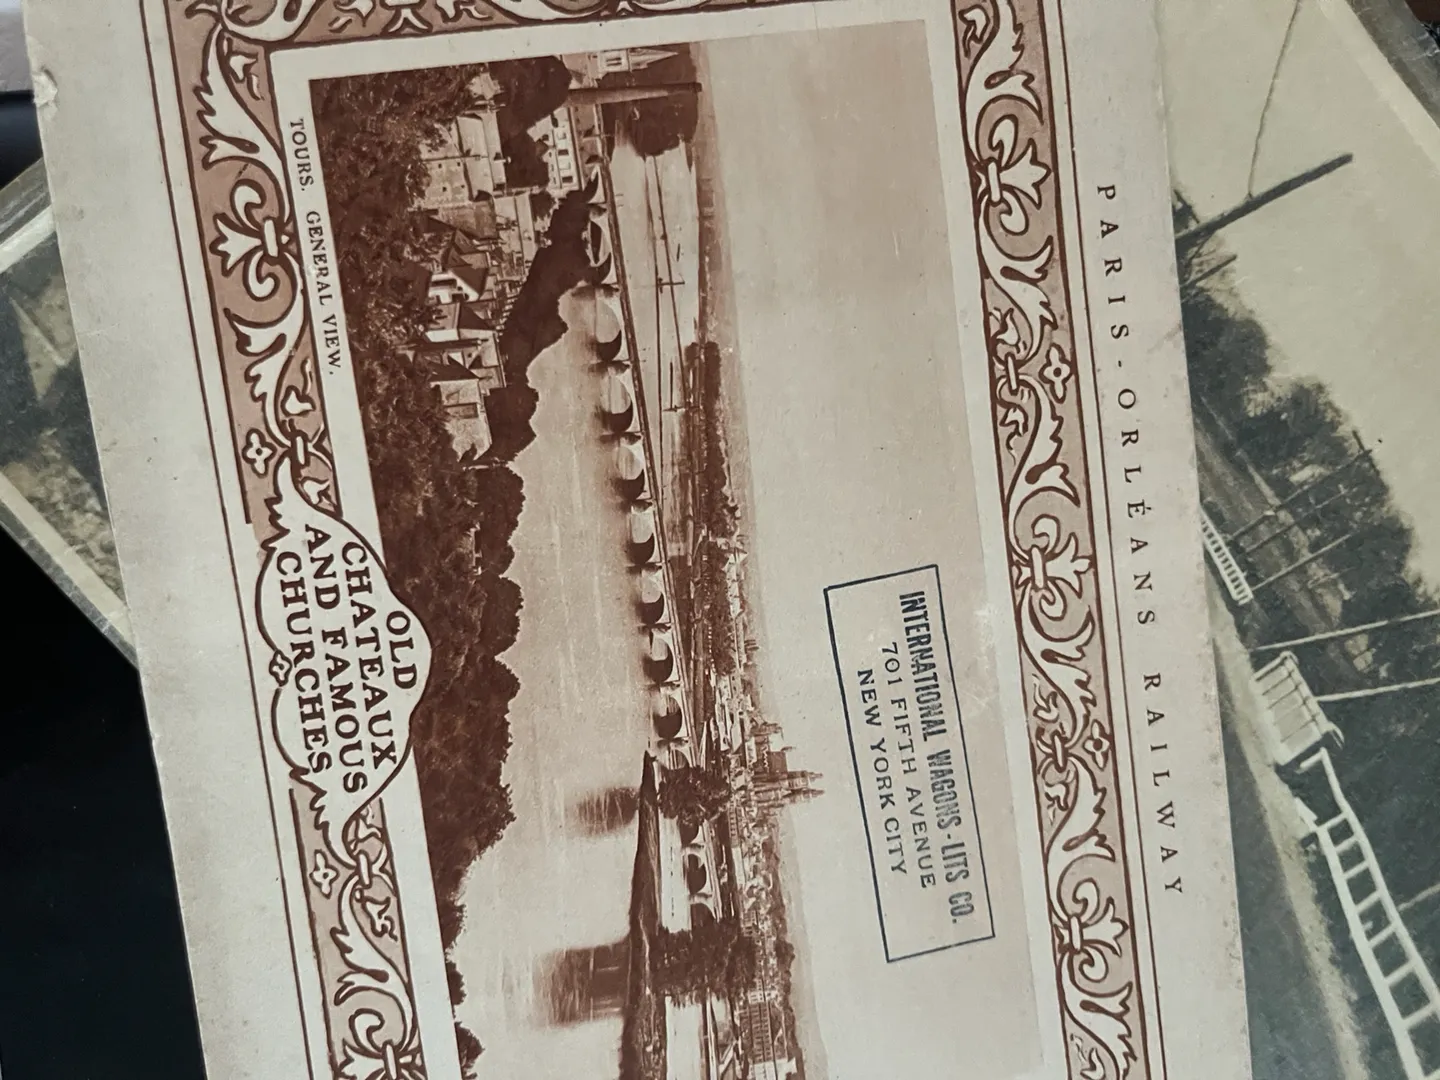 PARIS-ORLÉANS RAILWAY
INTERNATIONAL WAGONS-LITS CO.
701 FIFTH AVENUE
NEW YORK CITY
TOURS. GENERAL VIEW.
OLD
CHATEAUX
AND FAMOUS
CHURCHES